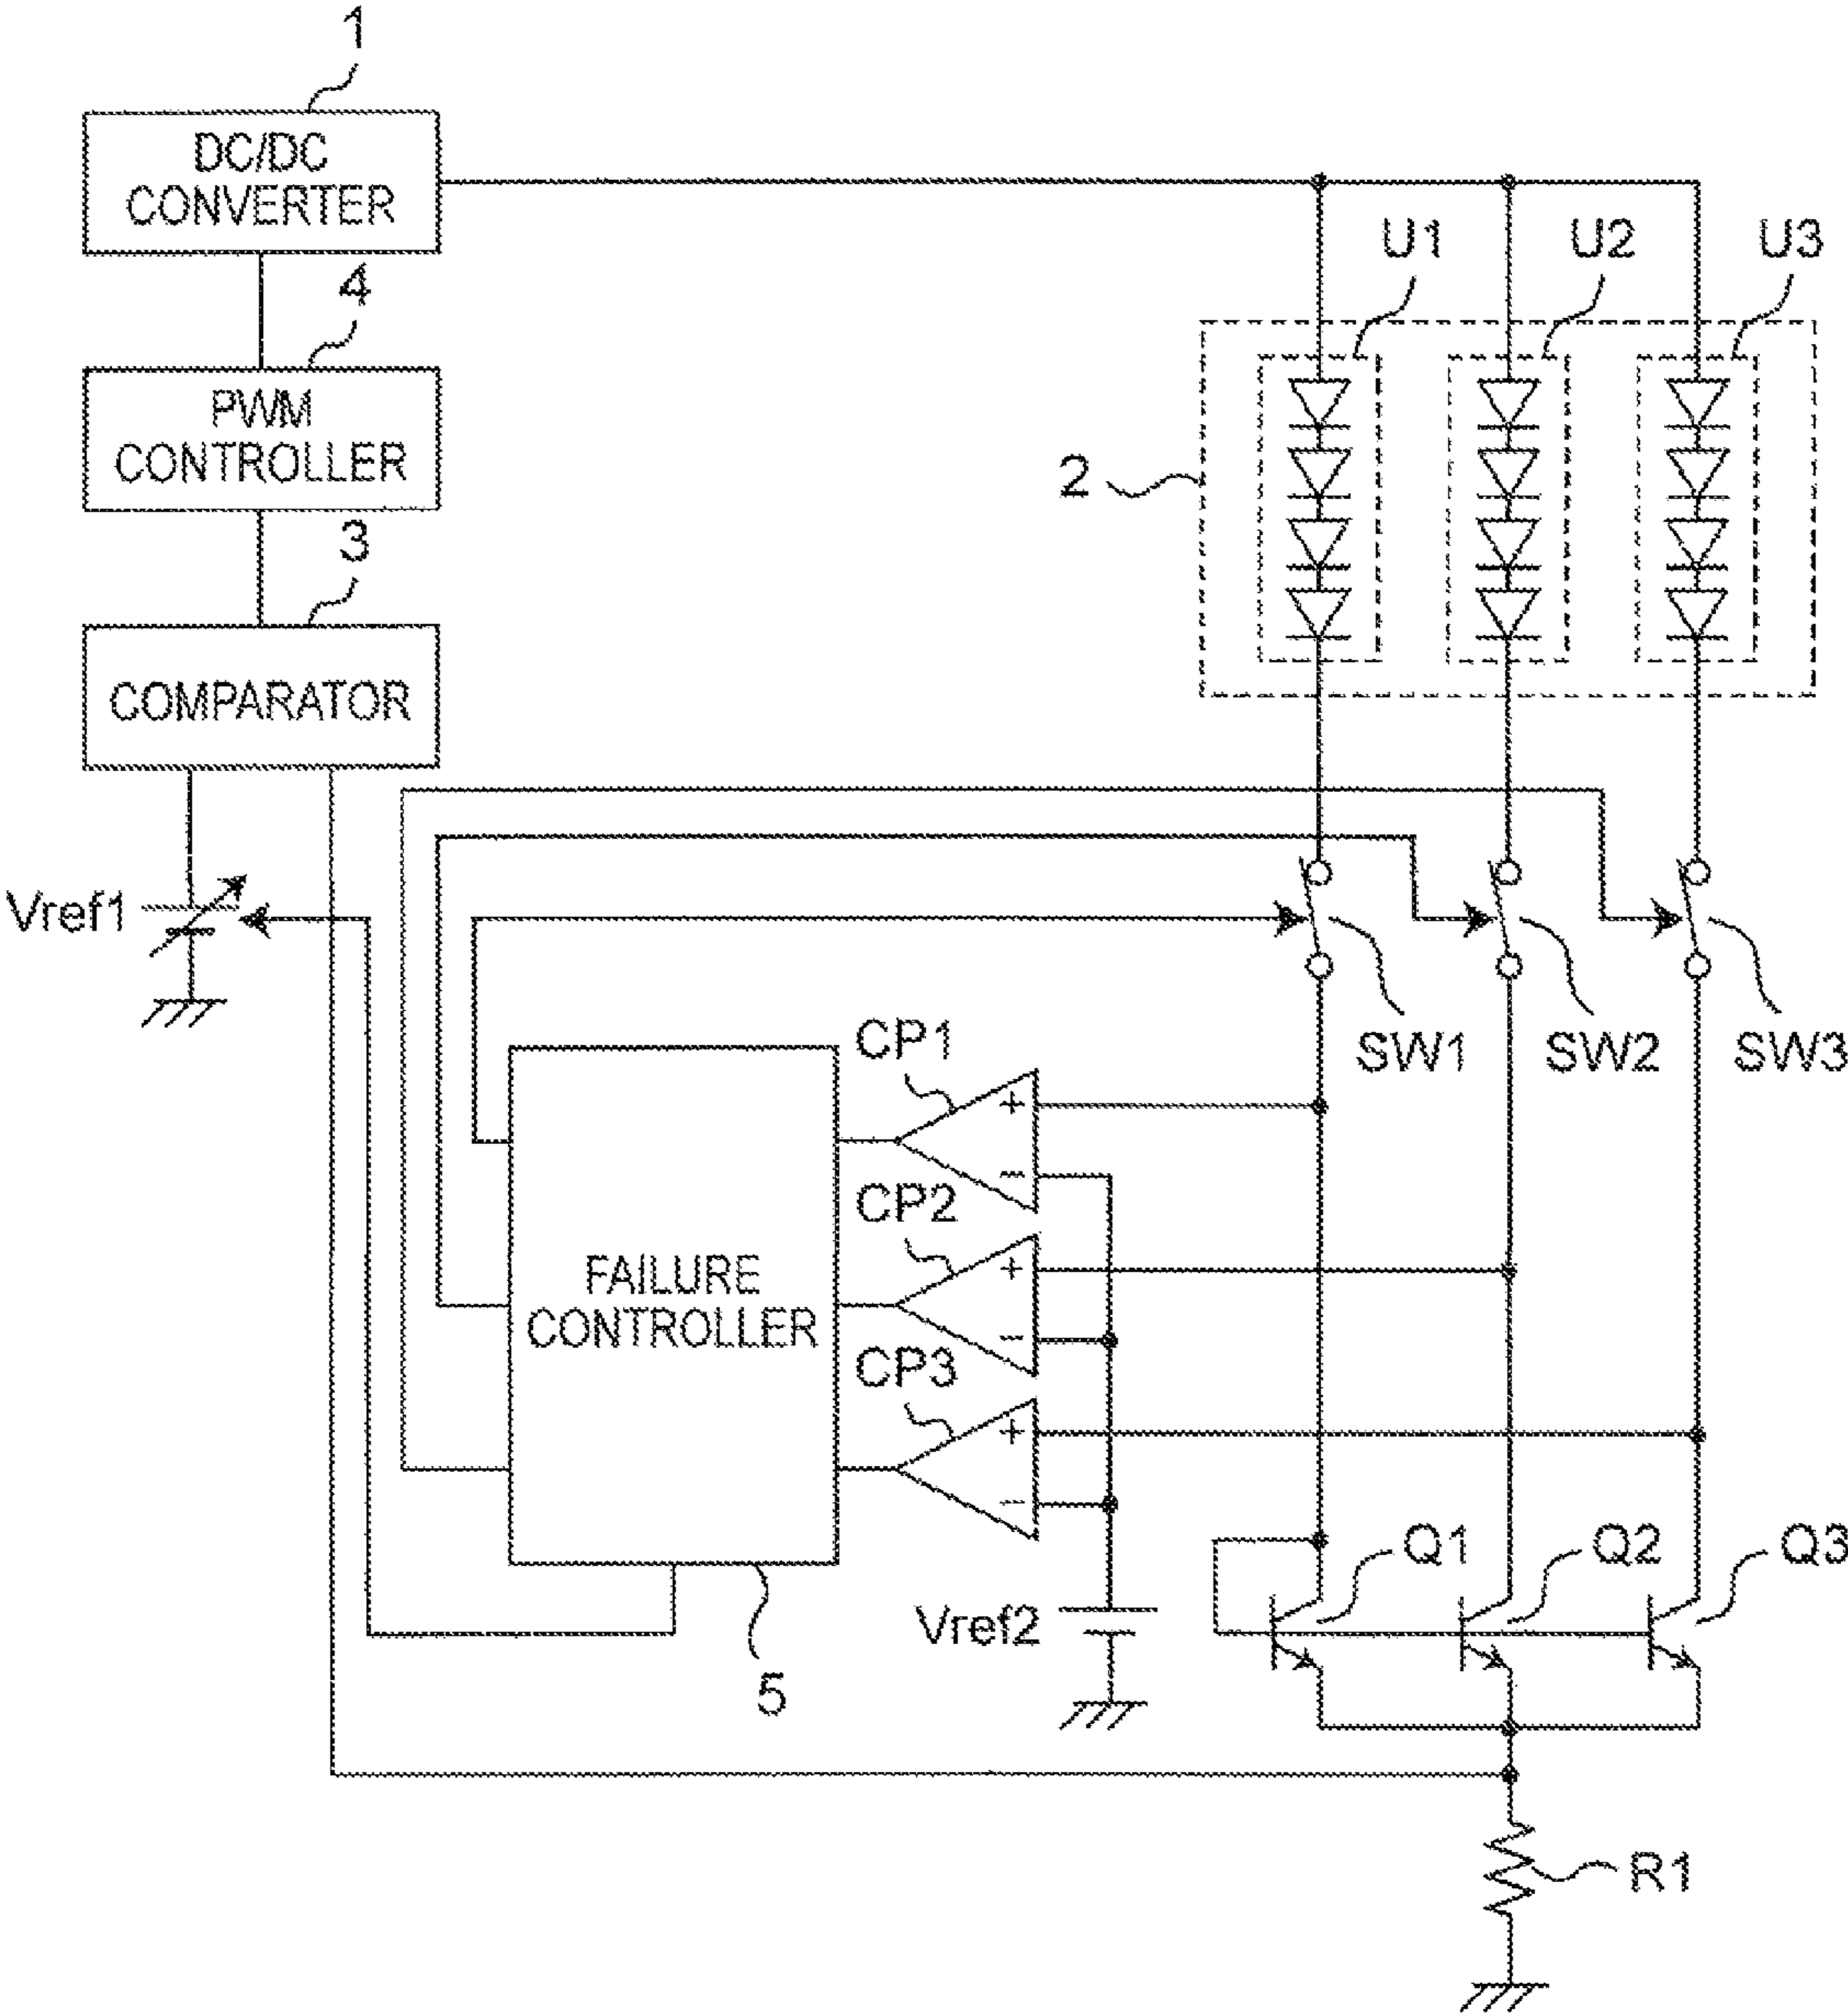 1
DC/DC
CONVERTER
U1
U2
U3
4
PWM
CONTROLLER
2
3
COMPARATOR
Vref1
SW1
SW2
SW3
CP1
+
−
CP2
+
−
FAILURE
CONTROLLER
CP3
+
−
Q1
Q2
Q3
Vref2
5
R1